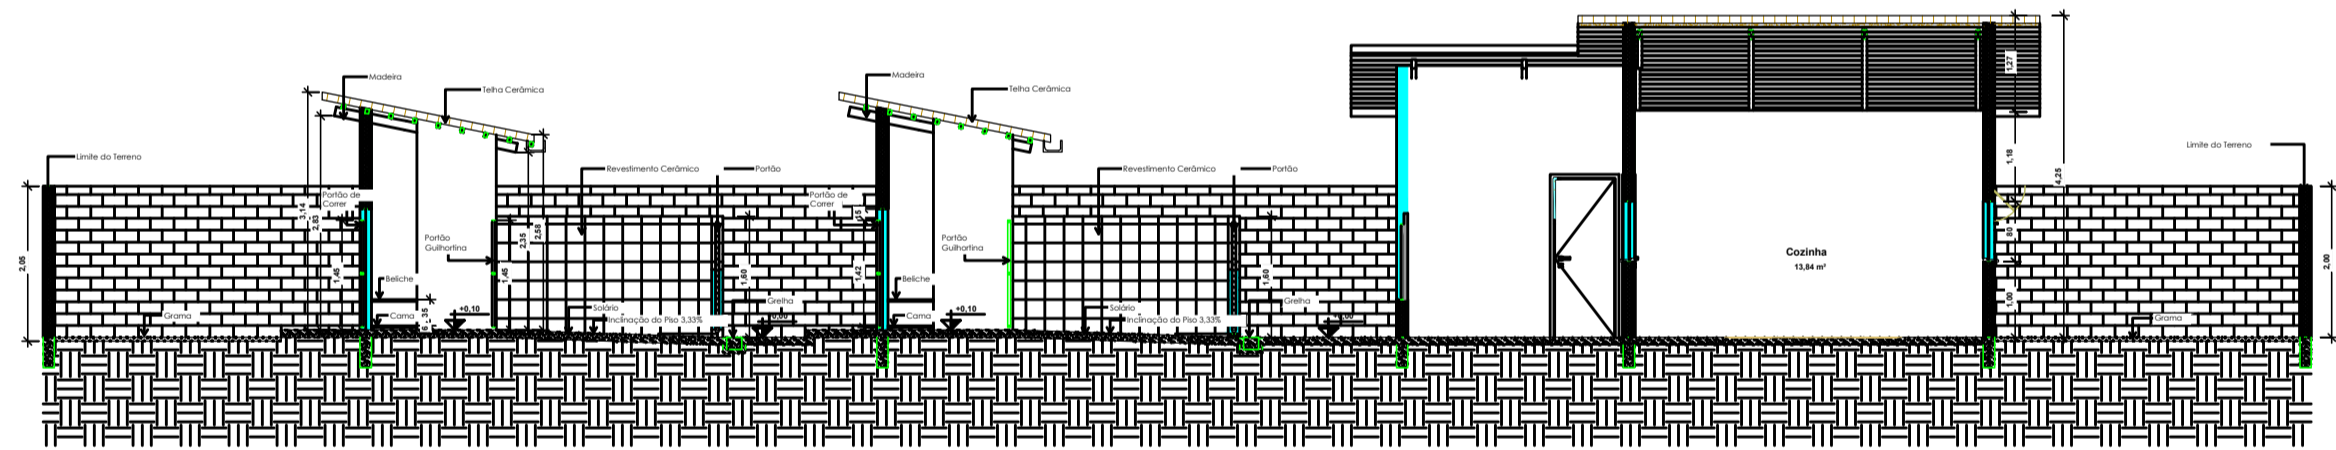 Limite do Terreno
2,05
Grama
Madeira
Telha Cerâmica
3,14
2,83
Portão de
Correr
1,45
Beliche
Cama
Portão
Guilhortina
+0,10
1,45
2,35
2,58
Revestimento Cerâmico
Portão
Solário
Inclinação do Piso 3,33%
1,60
Grelha
Madeira
Telha Cerâmica
Portão de
Correr
1,42
Beliche
Cama
Portão
Guilhortina
+0,10
Revestimento Cerâmico
Portão
Solário
Inclinação do Piso 3,33%
1,60
Grelha
Cozinha
13,84 m²
1,27
1,18
80
1,00
4,25
Limite do Terreno
Grama
2,00